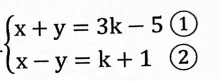 x + y = 3k − 5 ①
x − y = k + 1 ②